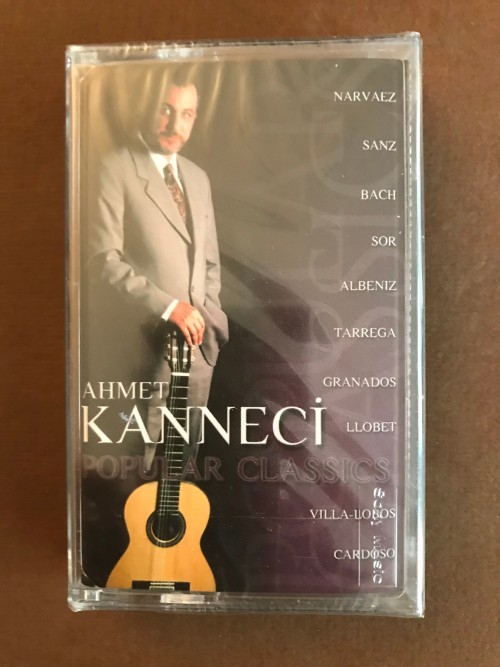 NARVAEZ
SANZ
BACH
SOR
ALBENIZ
TARREGA
GRANADOS
LLOBET
VILLA-LOBOS
CARDOSO
AHMET
KANNECİ
POPULAR CLASSICS